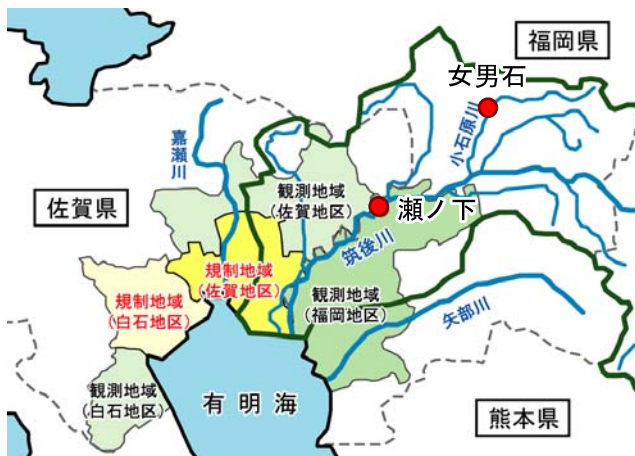 福岡県
女男石
小石原川
嘉瀬川
観測地域
(佐賀地区)
佐賀県
瀬ノ下
筑後川
規制地域
(佐賀地区)
規制地域
(白石地区)
観測地域
(福岡地区)
矢部川
観測地域
(白石地区)
有明海
熊本県